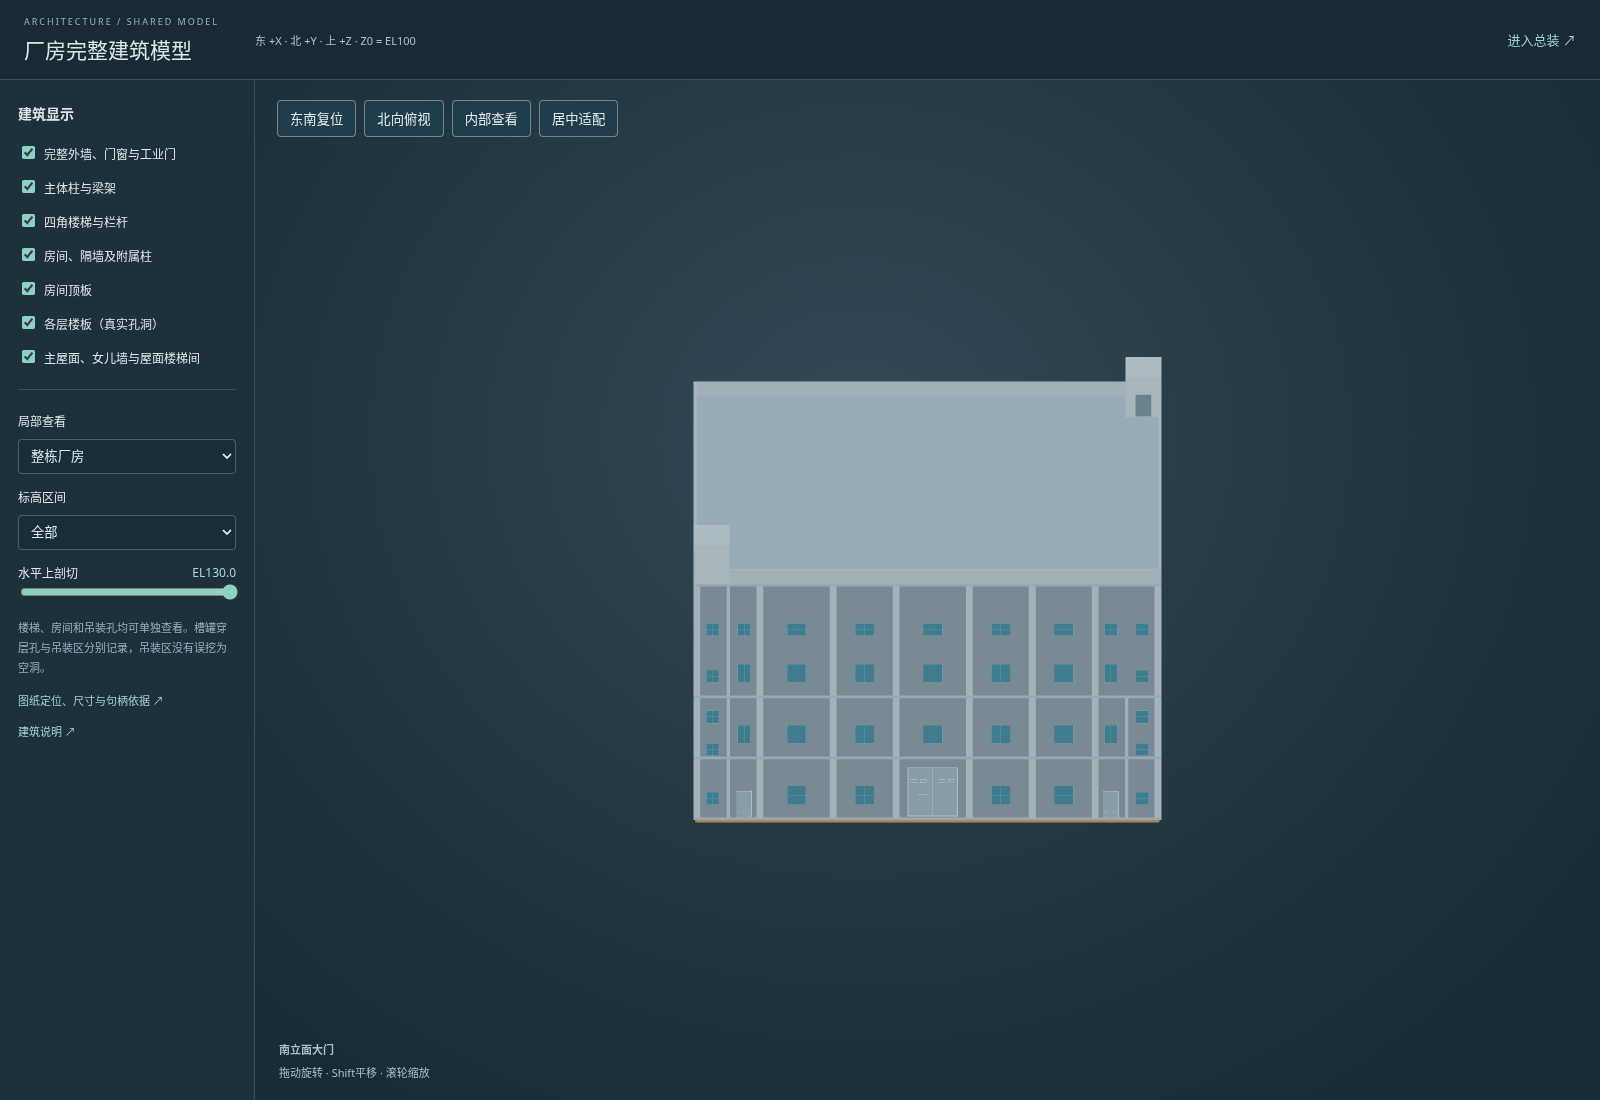 ARCHITECTURE / SHARED MODEL
厂房完整建筑模型
东 +X · 北 +Y · 上 +Z · Z0 = EL100
进入总装 ↗
建筑显示
完整外墙、门窗与工业门
主体柱与梁架
四角楼梯与栏杆
房间、隔墙及附属柱
房间顶板
各层楼板（真实孔洞）
主屋面、女儿墙与屋面楼梯间
局部查看
整栋厂房
标高区间
全部
水平上剖切 EL130.0
楼梯、房间和吊装孔均可单独查看。槽罐穿
层孔与吊装区分别记录，吊装区没有误挖为
空洞。
图纸定位、尺寸与句柄依据 ↗
建筑说明 ↗
东南复位 北向俯视 内部查看 居中适配
南立面大门
拖动旋转 · Shift平移 · 滚轮缩放